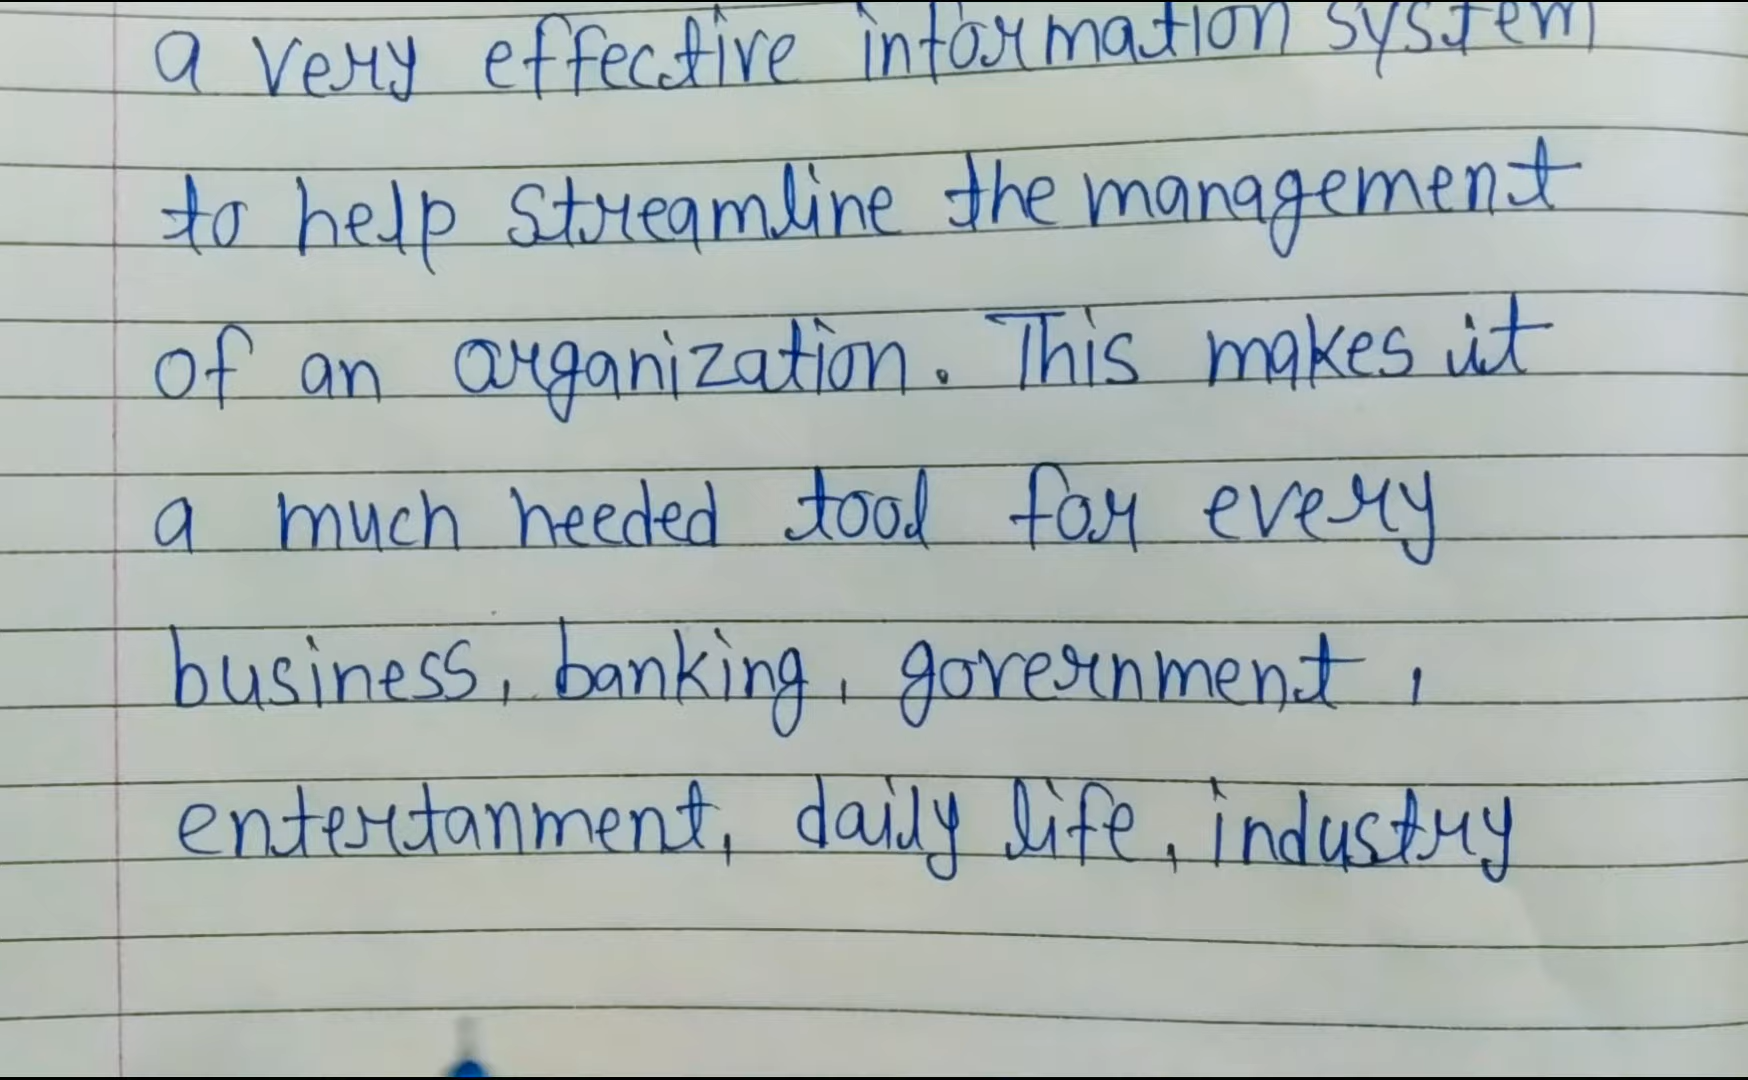 a very effective information system
to help streamline the management
of an organization. This makes it
a much needed tool for every
business, banking, government,
entertanment, daily life, industry